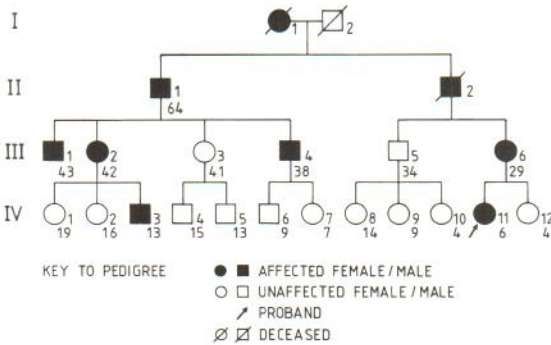 I 1 2
II 1 2
64
III 1 2 3 4 5 6
43 42 41 38 34 29
IV 1 2 3 4 5 6 7 8 9 10 11 12
19 16 13 15 13 9 7 14 9 4 6 4
KEY TO PEDIGREE AFFECTED FEMALE/MALE
UNAFFECTED FEMALE/MALE
PROBAND
DECEASED